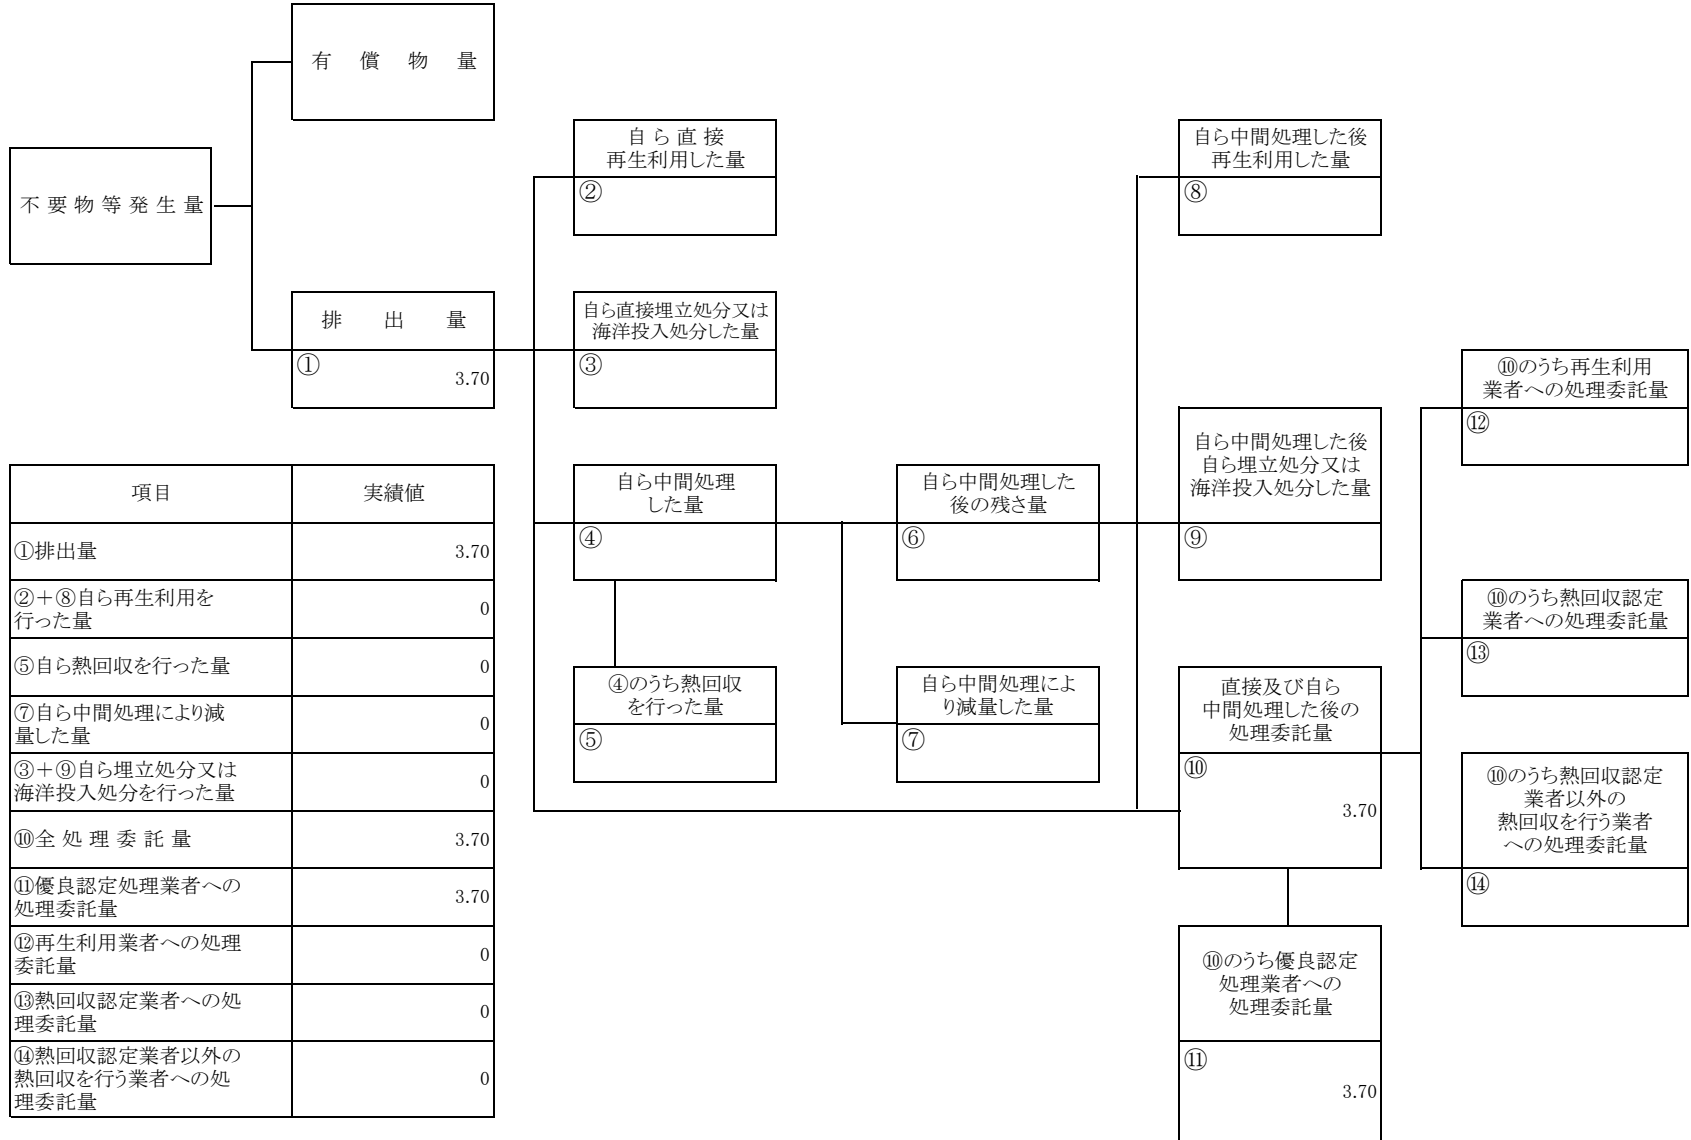 有償物量
不要物等発生量
排出量
①
3.70
自ら直接
再生利用した量
②
自ら直接埋立処分又は
海洋投入処分した量
③
自ら中間処理
した量
④
④のうち熱回収
を行った量
⑤
自ら中間処理した
後の残さ量
⑥
自ら中間処理によ
り減量した量
⑦
自ら中間処理した後
再生利用した量
⑧
自ら中間処理した後
自ら埋立処分又は
海洋投入処分した量
⑨
直接及び自ら
中間処理した後の
処理委託量
⑩
3.70
⑩のうち優良認定
処理業者への
処理委託量
⑪
3.70
⑩のうち再生利用
業者への処理委託量
⑫
⑩のうち熱回収認定
業者への処理委託量
⑬
⑩のうち熱回収認定
業者以外の
熱回収を行う業者
への処理委託量
⑭
項目 実績値
①排出量 3.70
②＋⑧自ら再生利用を
行った量 0
⑤自ら熱回収を行った量 0
⑦自ら中間処理により減
量した量 0
③＋⑨自ら埋立処分又は
海洋投入処分を行った量 0
⑩全処理委託量 3.70
⑪優良認定処理業者への
処理委託量 3.70
⑫再生利用業者への処理
委託量 0
⑬熱回収認定業者への処
理委託量 0
⑭熱回収認定業者以外の
熱回収を行う業者への処
理委託量 0